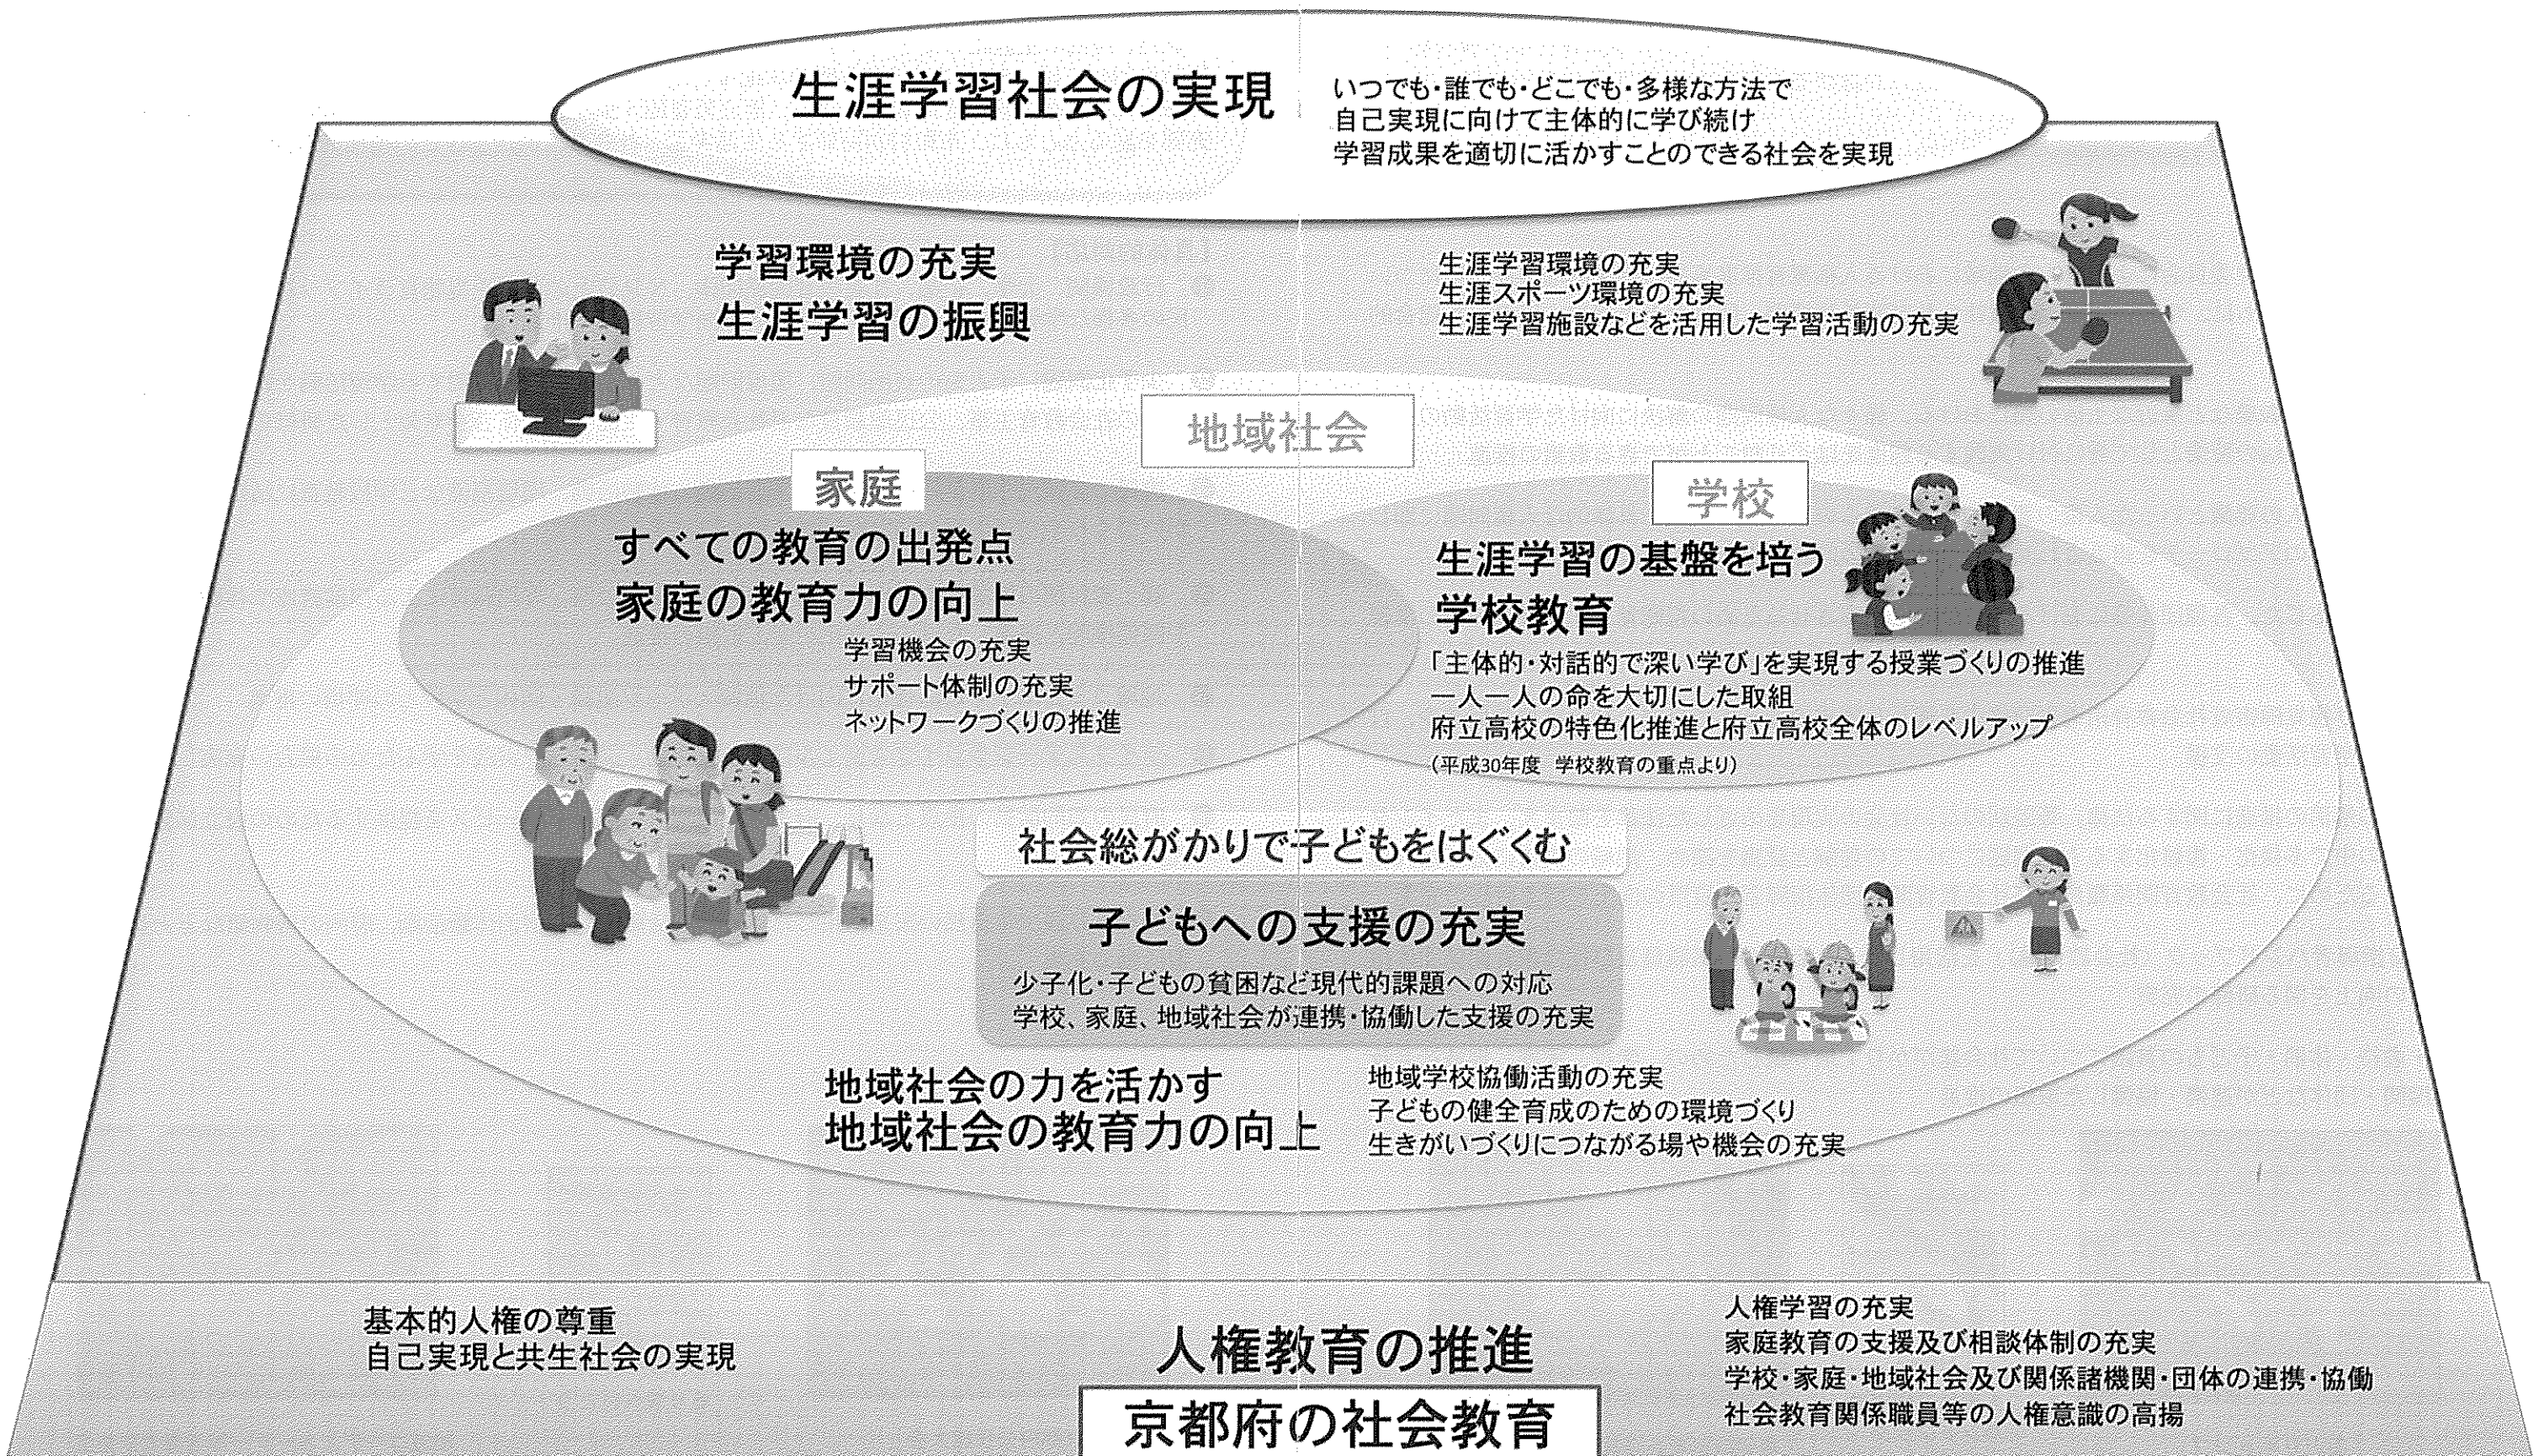 生涯学習社会の実現
いつでも・誰でも・どこでも・多様な方法で
自己実現に向けて主体的に学び続け
学習成果を適切に活かすことのできる社会を実現
学習環境の充実
生涯学習の振興
生涯学習環境の充実
生涯スポーツ環境の充実
生涯学習施設などを活用した学習活動の充実
地域社会
家庭
すべての教育の出発点
家庭の教育力の向上
学習機会の充実
サポート体制の充実
ネットワークづくりの推進
学校
生涯学習の基盤を培う
学校教育
「主体的・対話的で深い学び」を実現する授業づくりの推進
一人一人の命を大切にした取組
府立高校の特色化推進と府立高校全体のレベルアップ
(平成30年度 学校教育の重点より)
社会総がかりで子どもをはぐくむ
子どもへの支援の充実
少子化・子どもの貧困など現代的課題への対応
学校、家庭、地域社会が連携・協働した支援の充実
地域社会の力を活かす
地域社会の教育力の向上
地域学校協働活動の充実
子どもの健全育成のための環境づくり
生きがいづくりにつながる場や機会の充実
基本的人権の尊重
自己実現と共生社会の実現
人権教育の推進
京都府の社会教育
人権学習の充実
家庭教育の支援及び相談体制の充実
学校・家庭・地域社会及び関係諸機関・団体の連携・協働
社会教育関係職員等の人権意識の高揚